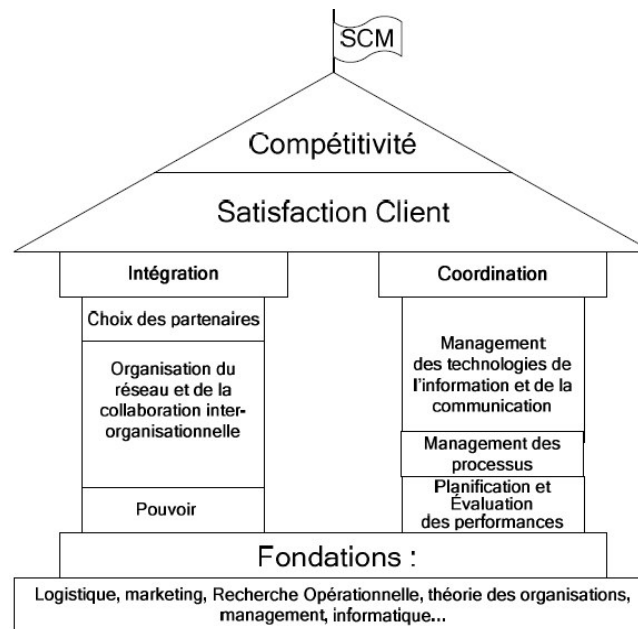 SCM
Compétitivité
Satisfaction Client
Intégration
Choix des partenaires
Organisation du
réseau et de la
collaboration inter-
organisationnelle
Pouvoir
Coordination
Management
des technologies de
l'information et de la
communication
Management des
processus
Planification et
Évaluation
des performances
Fondations :
Logistique, marketing, Recherche Opérationnelle, théorie des organisations,
management, informatique...